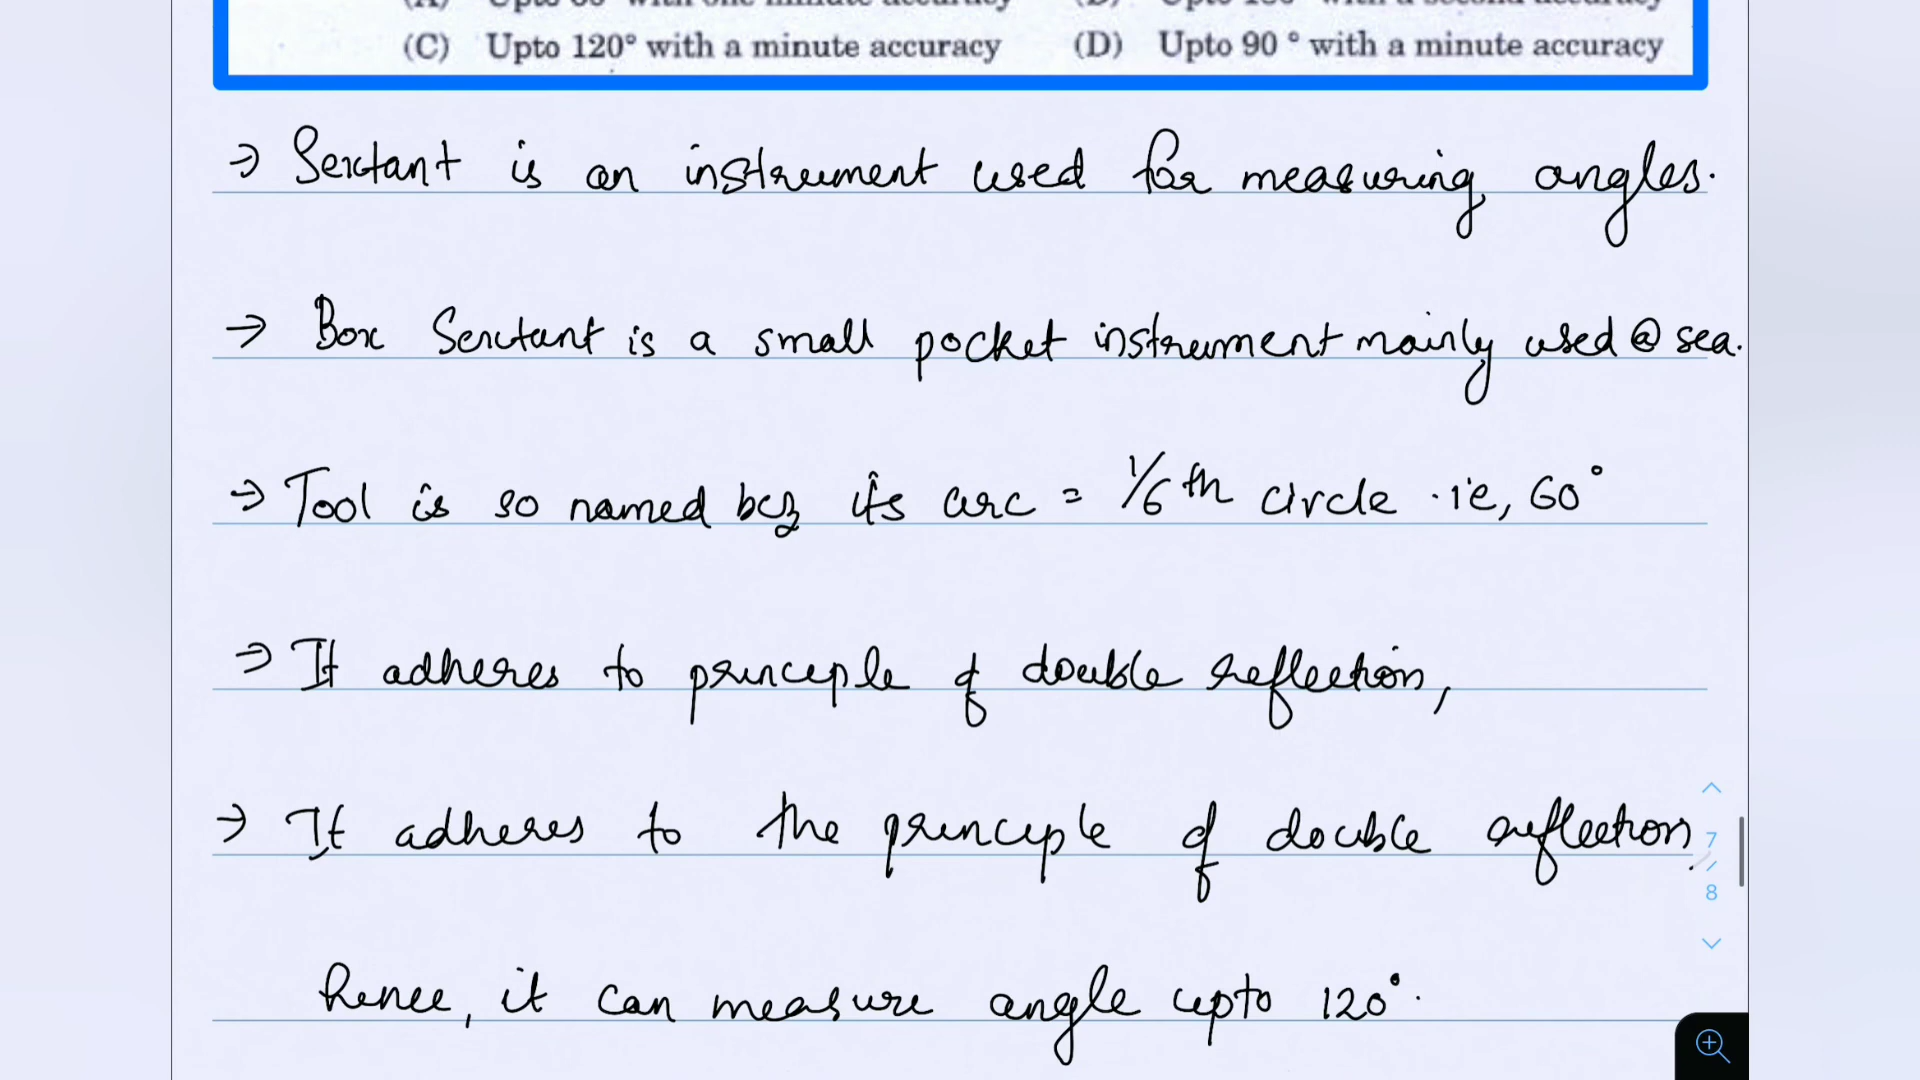 (C) Upto 120° with a minute accuracy (D) Upto 90 ° with a minute accuracy
→ Sextant is an instrument used for measuring angles.
→ Box Sextant is a small pocket instrument mainly used @ sea.
→ Tool is so named bcz its arc = 1/6th circle . ie, 60°
→ It adheres to principle of double reflection,
→ It adheres to the principle of double reflection,
Hence, it can measure angle upto 120°.
7
/
8